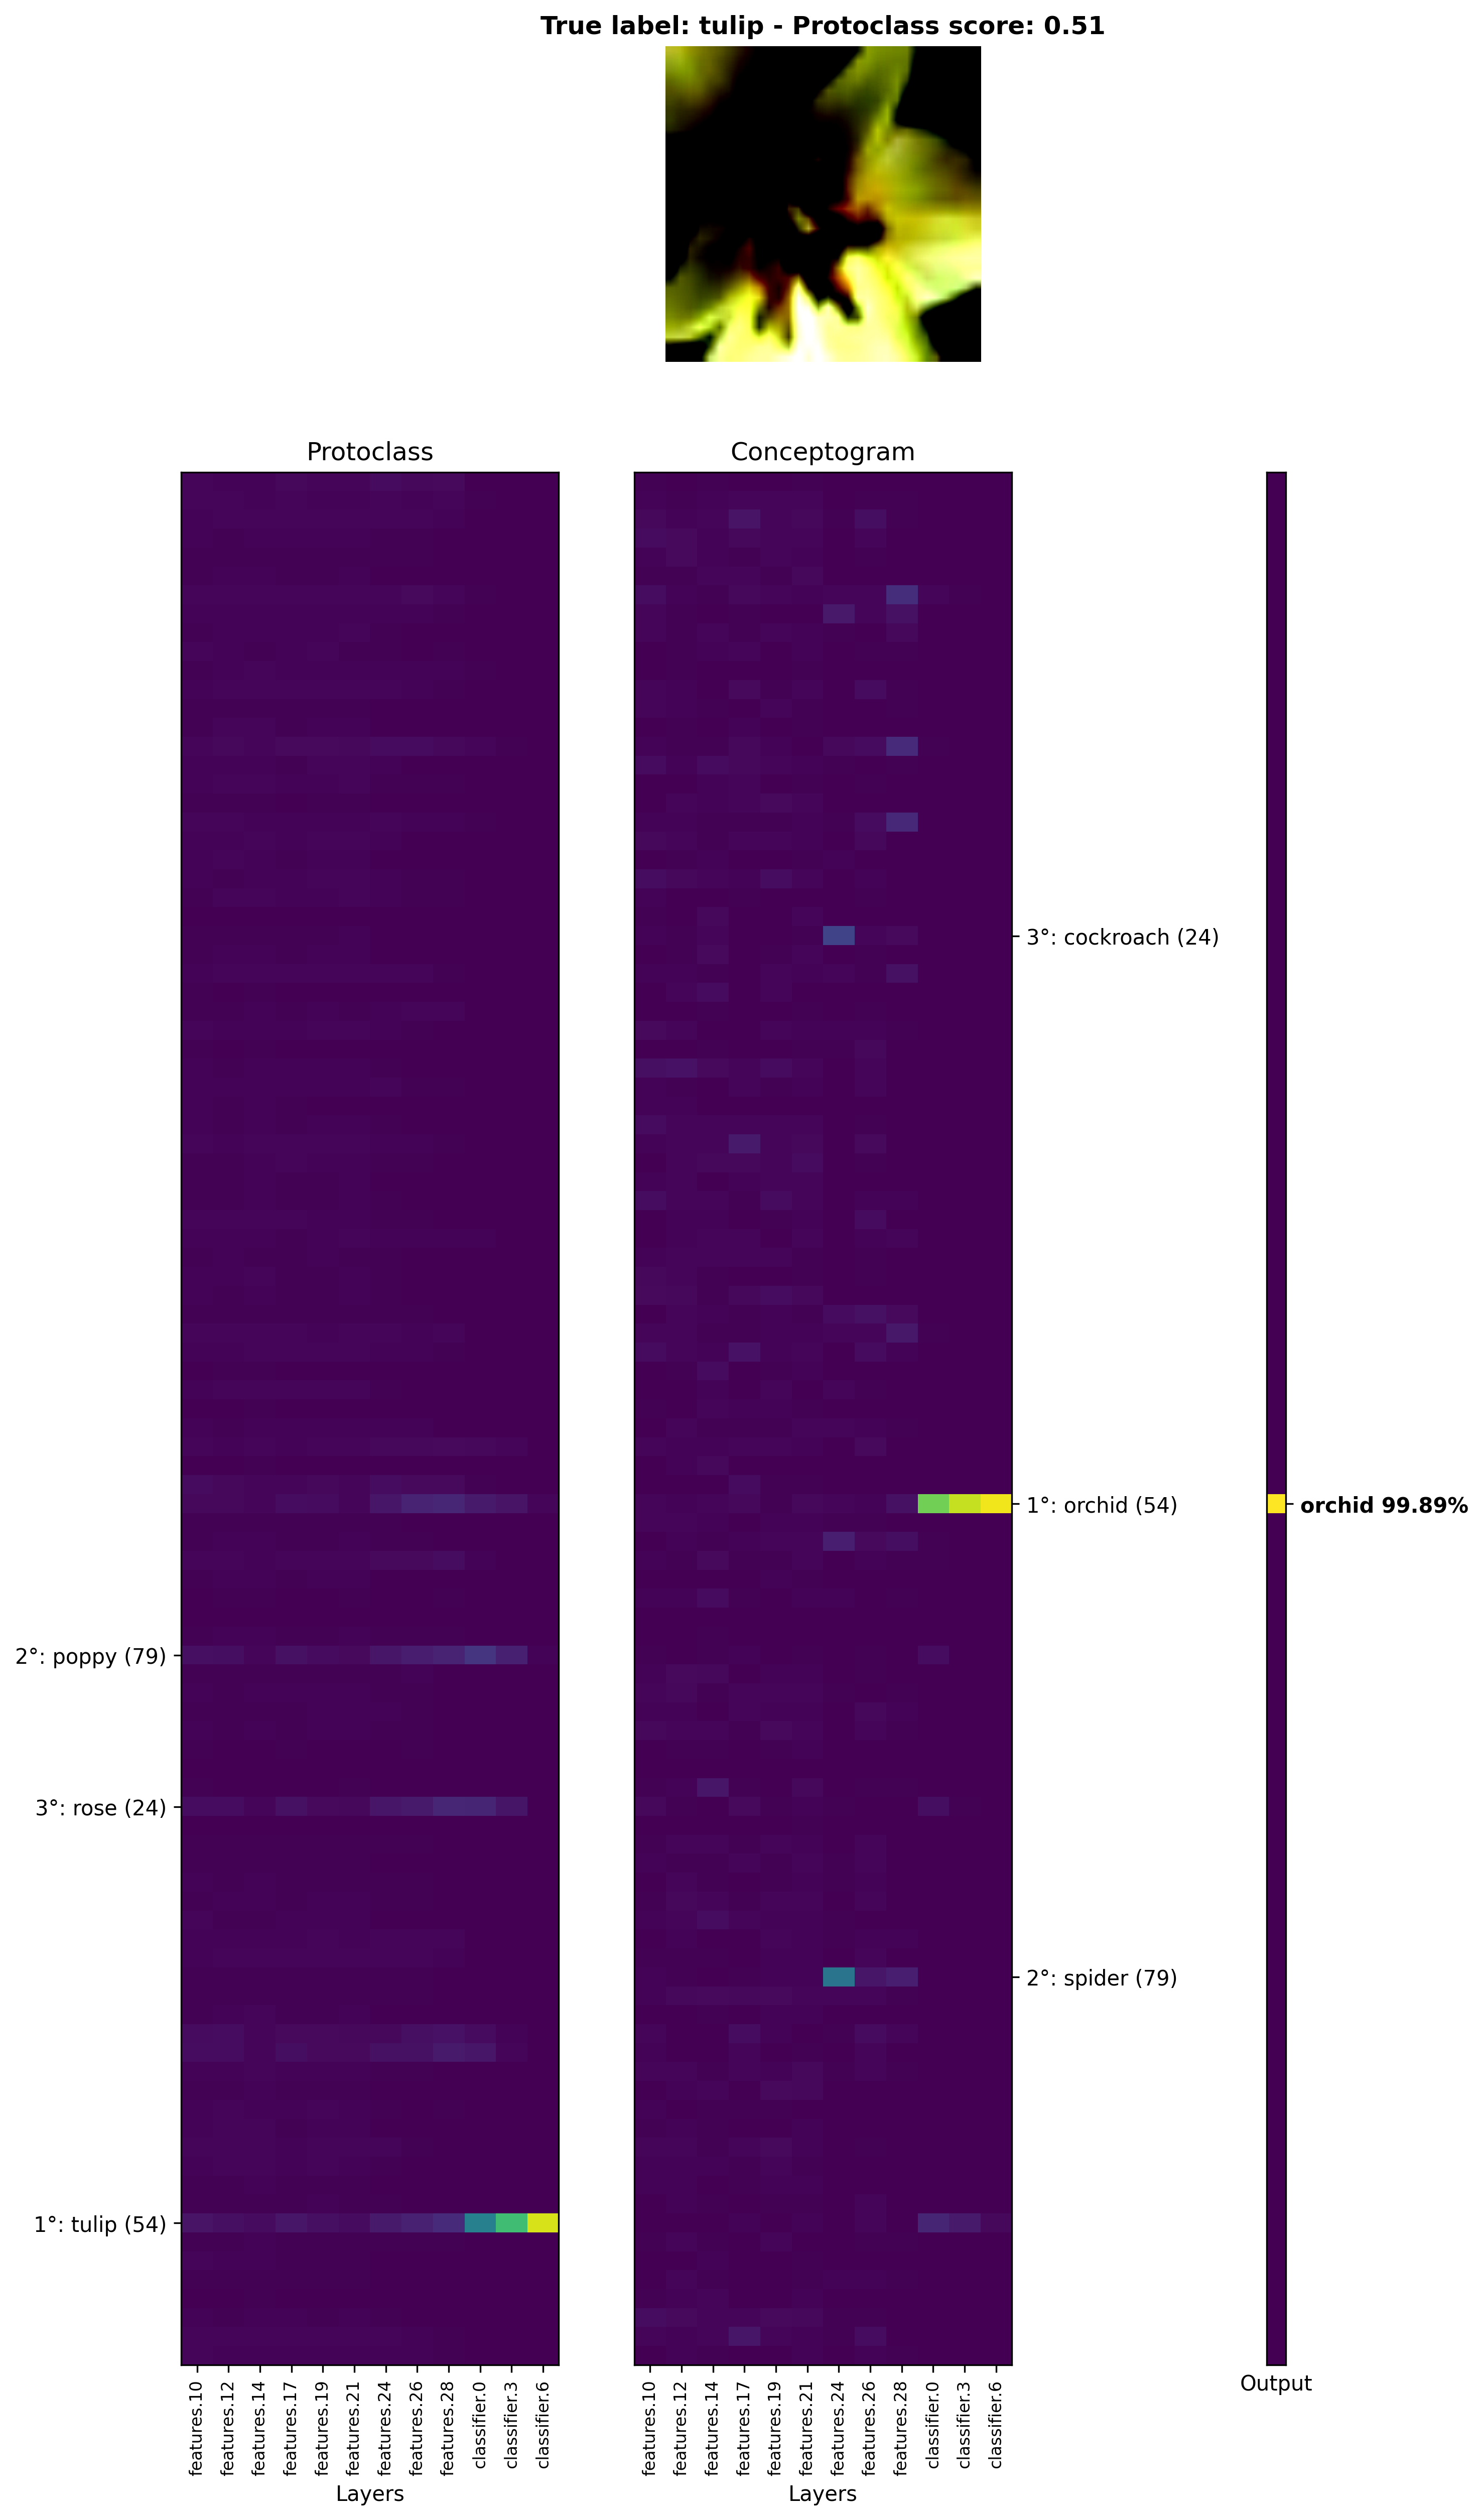 True label: tulip - Protoclass score: 0.51
Protoclass
Conceptogram
3°: cockroach (24)
1°: orchid (54)
orchid 99.89%
2°: poppy (79)
3°: rose (24)
2°: spider (79)
1°: tulip (54)
features.10
features.12
features.14
features.17
features.19
features.21
features.24
features.26
features.28
classifier.0
classifier.3
classifier.6
Layers
features.10
features.12
features.14
features.17
features.19
features.21
features.24
features.26
features.28
classifier.0
classifier.3
classifier.6
Layers
Output